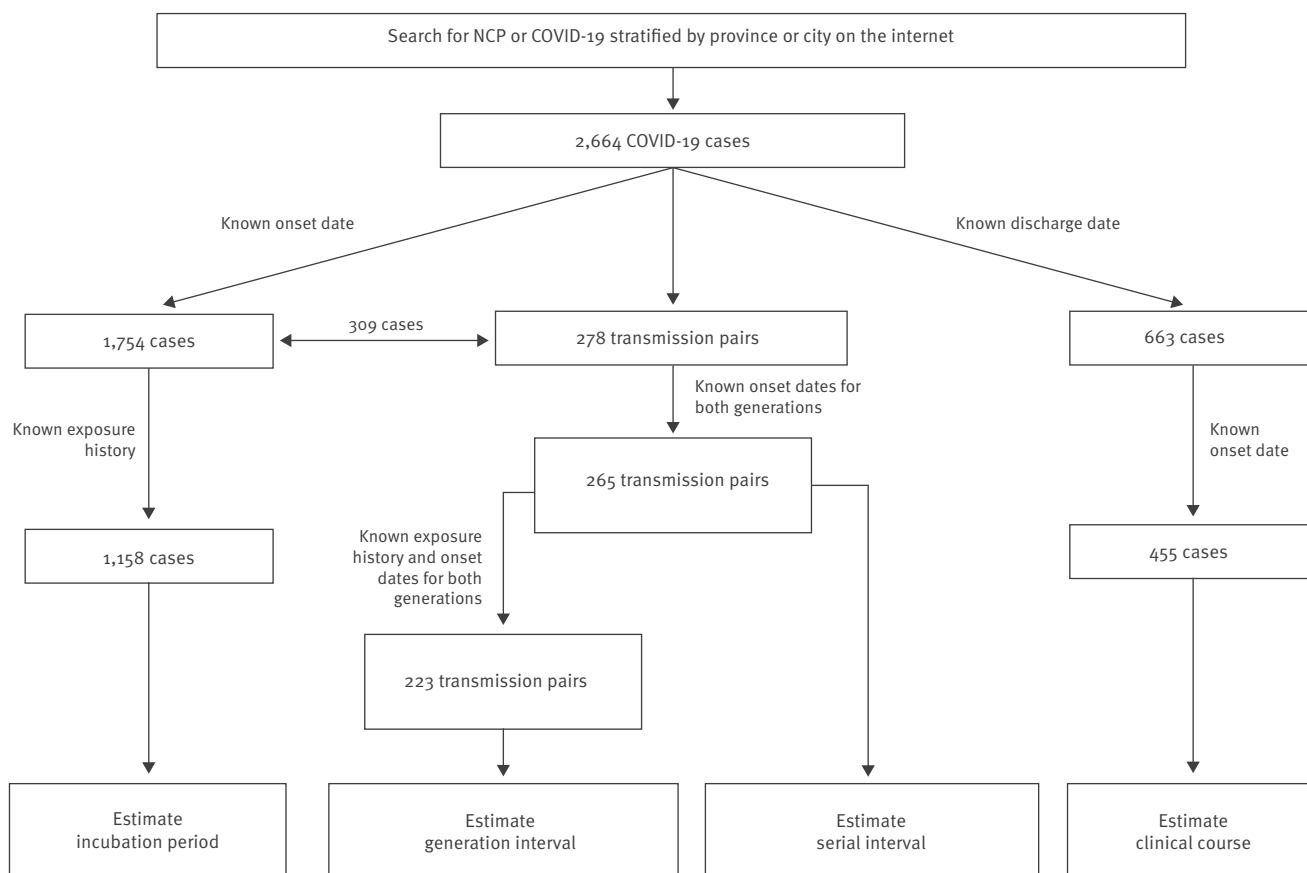 Search for NCP or COVID-19 stratified by province or city on the internet
2,664 COVID-19 cases
Known onset date
Known discharge date
1,754 cases
309 cases
278 transmission pairs
663 cases
Known exposure
history
Known onset dates for
both generations
Known
onset date
265 transmission pairs
1,158 cases
Known exposure
history and onset
dates for both
generations
455 cases
223 transmission pairs
Estimate
incubation period
Estimate
generation interval
Estimate
serial interval
Estimate
clinical course